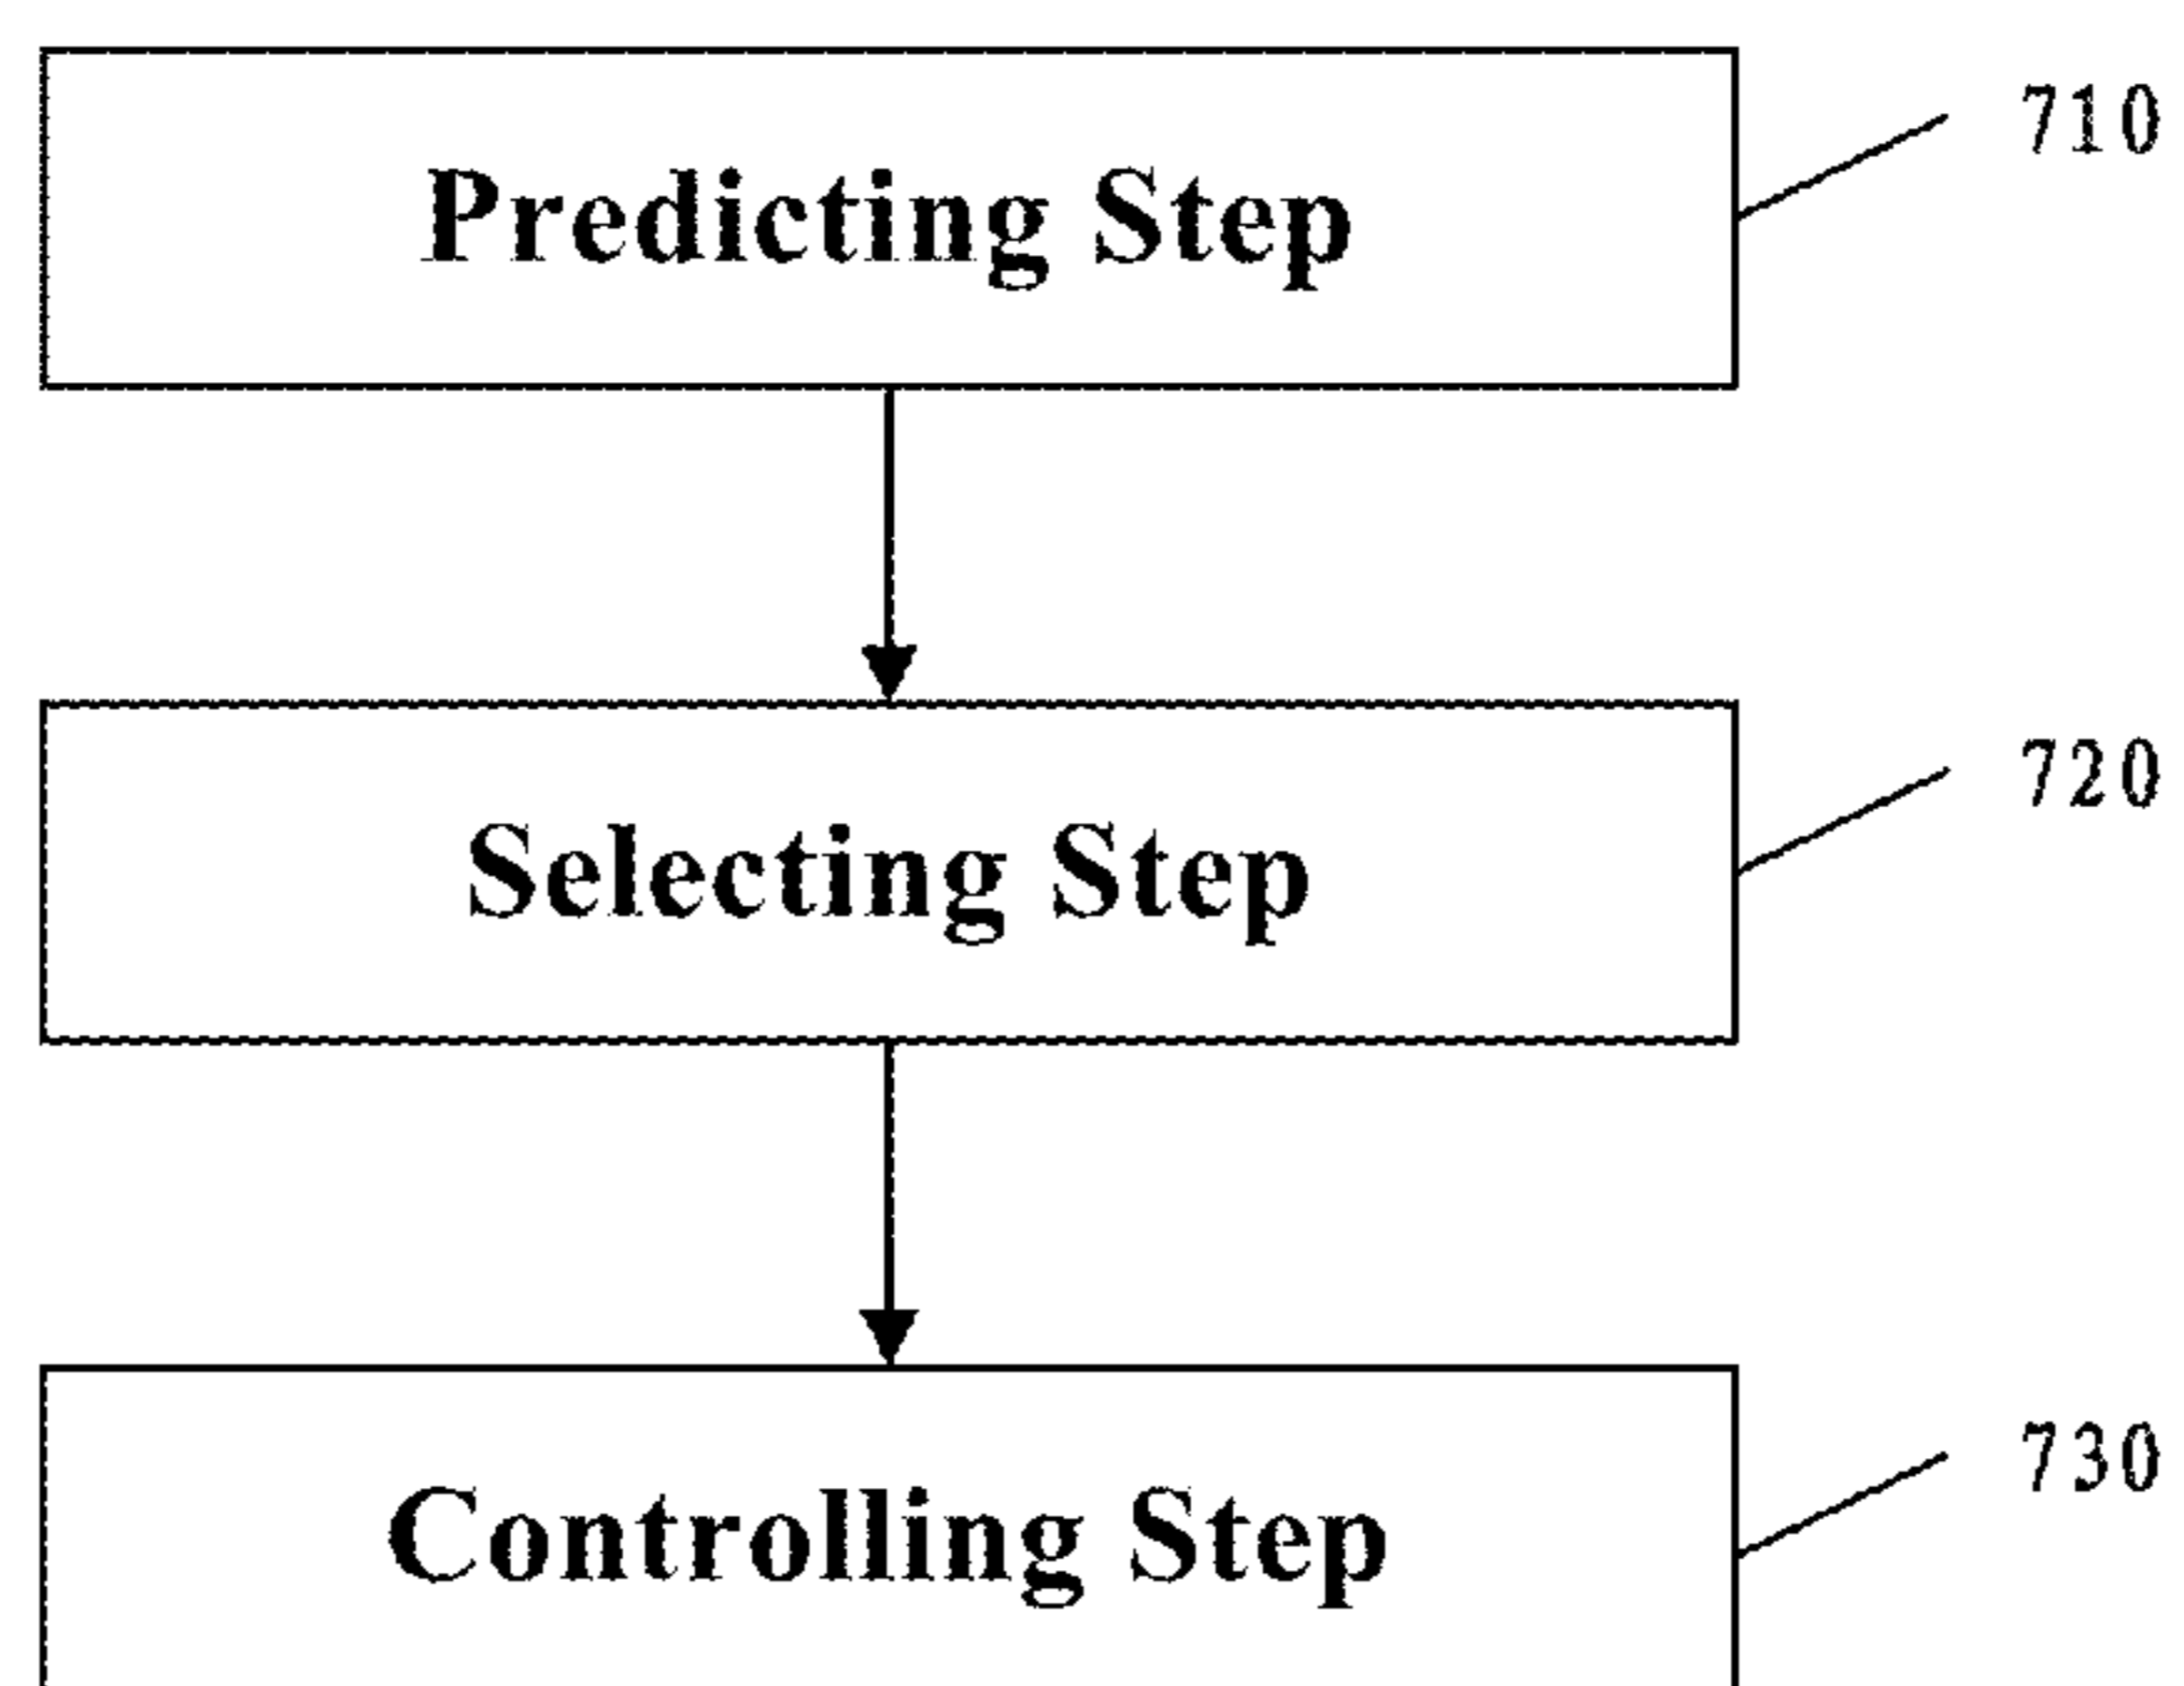 Predicting Step
710
Selecting Step
720
Controlling Step
730